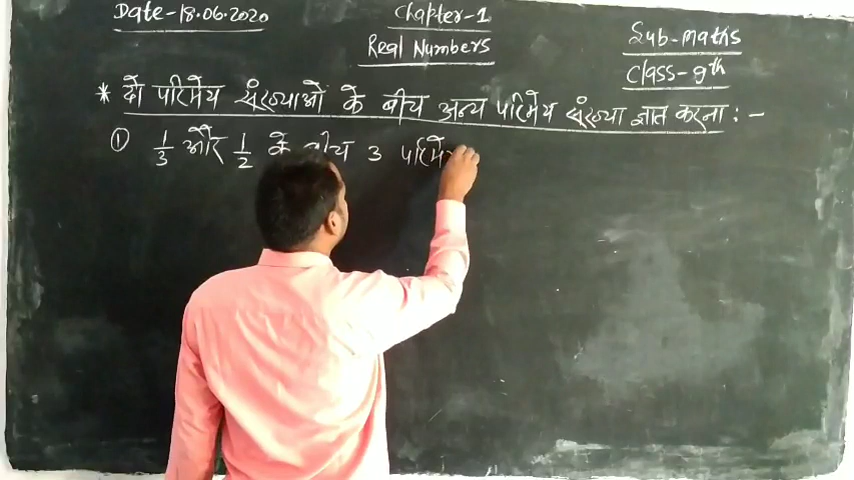 Date-18.06.2020
Chapter-1
Real Numbers
Sub-maths
Class-9th
* दो परिमेय संख्याओं के बीच अन्य परिमेय संख्या ज्ञात करना :-
① 1/3 और 1/2 के बीच 3 परिमेय